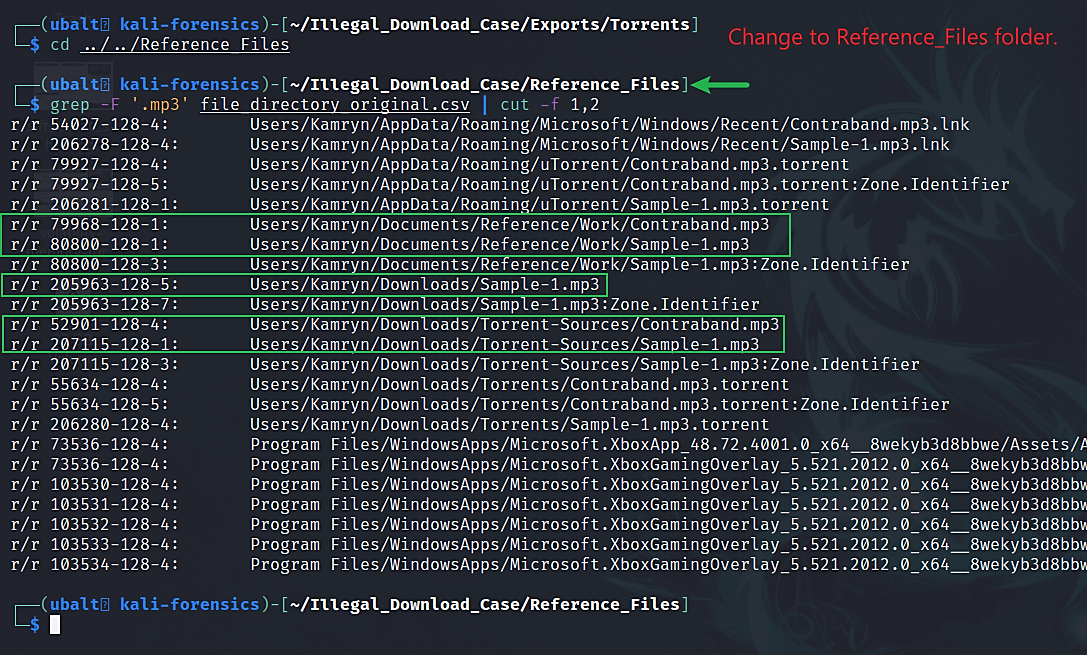 (ubalt kali-forensics)-[~/Illegal_Download_Case/Exports/Torrents]
$ cd ../../Reference_Files
Change to Reference_Files folder.
(ubalt kali-forensics)-[~/Illegal_Download_Case/Reference_Files]
$ grep -F '.mp3' file_directory_original.csv | cut -f 1,2
r/r 54027-128-4: Users/Kamryn/AppData/Roaming/Microsoft/Windows/Recent/Contraband.mp3.lnk
r/r 206278-128-4: Users/Kamryn/AppData/Roaming/Microsoft/Windows/Recent/Sample-1.mp3.lnk
r/r 79927-128-4: Users/Kamryn/AppData/Roaming/uTorrent/Contraband.mp3.torrent
r/r 79927-128-5: Users/Kamryn/AppData/Roaming/uTorrent/Contraband.mp3.torrent:Zone.Identifier
r/r 206281-128-1: Users/Kamryn/AppData/Roaming/uTorrent/Sample-1.mp3.torrent
r/r 79968-128-1: Users/Kamryn/Documents/Reference/Work/Contraband.mp3
r/r 80800-128-1: Users/Kamryn/Documents/Reference/Work/Sample-1.mp3
r/r 80800-128-3: Users/Kamryn/Documents/Reference/Work/Sample-1.mp3:Zone.Identifier
r/r 205963-128-5: Users/Kamryn/Downloads/Sample-1.mp3
r/r 205963-128-7: Users/Kamryn/Downloads/Sample-1.mp3:Zone.Identifier
r/r 52901-128-4: Users/Kamryn/Downloads/Torrent-Sources/Contraband.mp3
r/r 207115-128-1: Users/Kamryn/Downloads/Torrent-Sources/Sample-1.mp3
r/r 207115-128-3: Users/Kamryn/Downloads/Torrent-Sources/Sample-1.mp3:Zone.Identifier
r/r 55634-128-4: Users/Kamryn/Downloads/Torrents/Contraband.mp3.torrent
r/r 55634-128-5: Users/Kamryn/Downloads/Torrents/Contraband.mp3.torrent:Zone.Identifier
r/r 206280-128-4: Users/Kamryn/Downloads/Torrents/Sample-1.mp3.torrent
r/r 73536-128-4: Program Files/WindowsApps/Microsoft.XboxApp_48.72.4001.0_x64__8wekyb3d8bbwe/Assets/A
r/r 73536-128-4: Program Files/WindowsApps/Microsoft.XboxGamingOverlay_5.521.2012.0_x64__8wekyb3d8bbw
r/r 103530-128-4: Program Files/WindowsApps/Microsoft.XboxGamingOverlay_5.521.2012.0_x64__8wekyb3d8bbw
r/r 103531-128-4: Program Files/WindowsApps/Microsoft.XboxGamingOverlay_5.521.2012.0_x64__8wekyb3d8bbw
r/r 103532-128-4: Program Files/WindowsApps/Microsoft.XboxGamingOverlay_5.521.2012.0_x64__8wekyb3d8bbw
r/r 103533-128-4: Program Files/WindowsApps/Microsoft.XboxGamingOverlay_5.521.2012.0_x64__8wekyb3d8bbw
r/r 103534-128-4: Program Files/WindowsApps/Microsoft.XboxGamingOverlay_5.521.2012.0_x64__8wekyb3d8bbw
(ubalt kali-forensics)-[~/Illegal_Download_Case/Reference_Files]
$